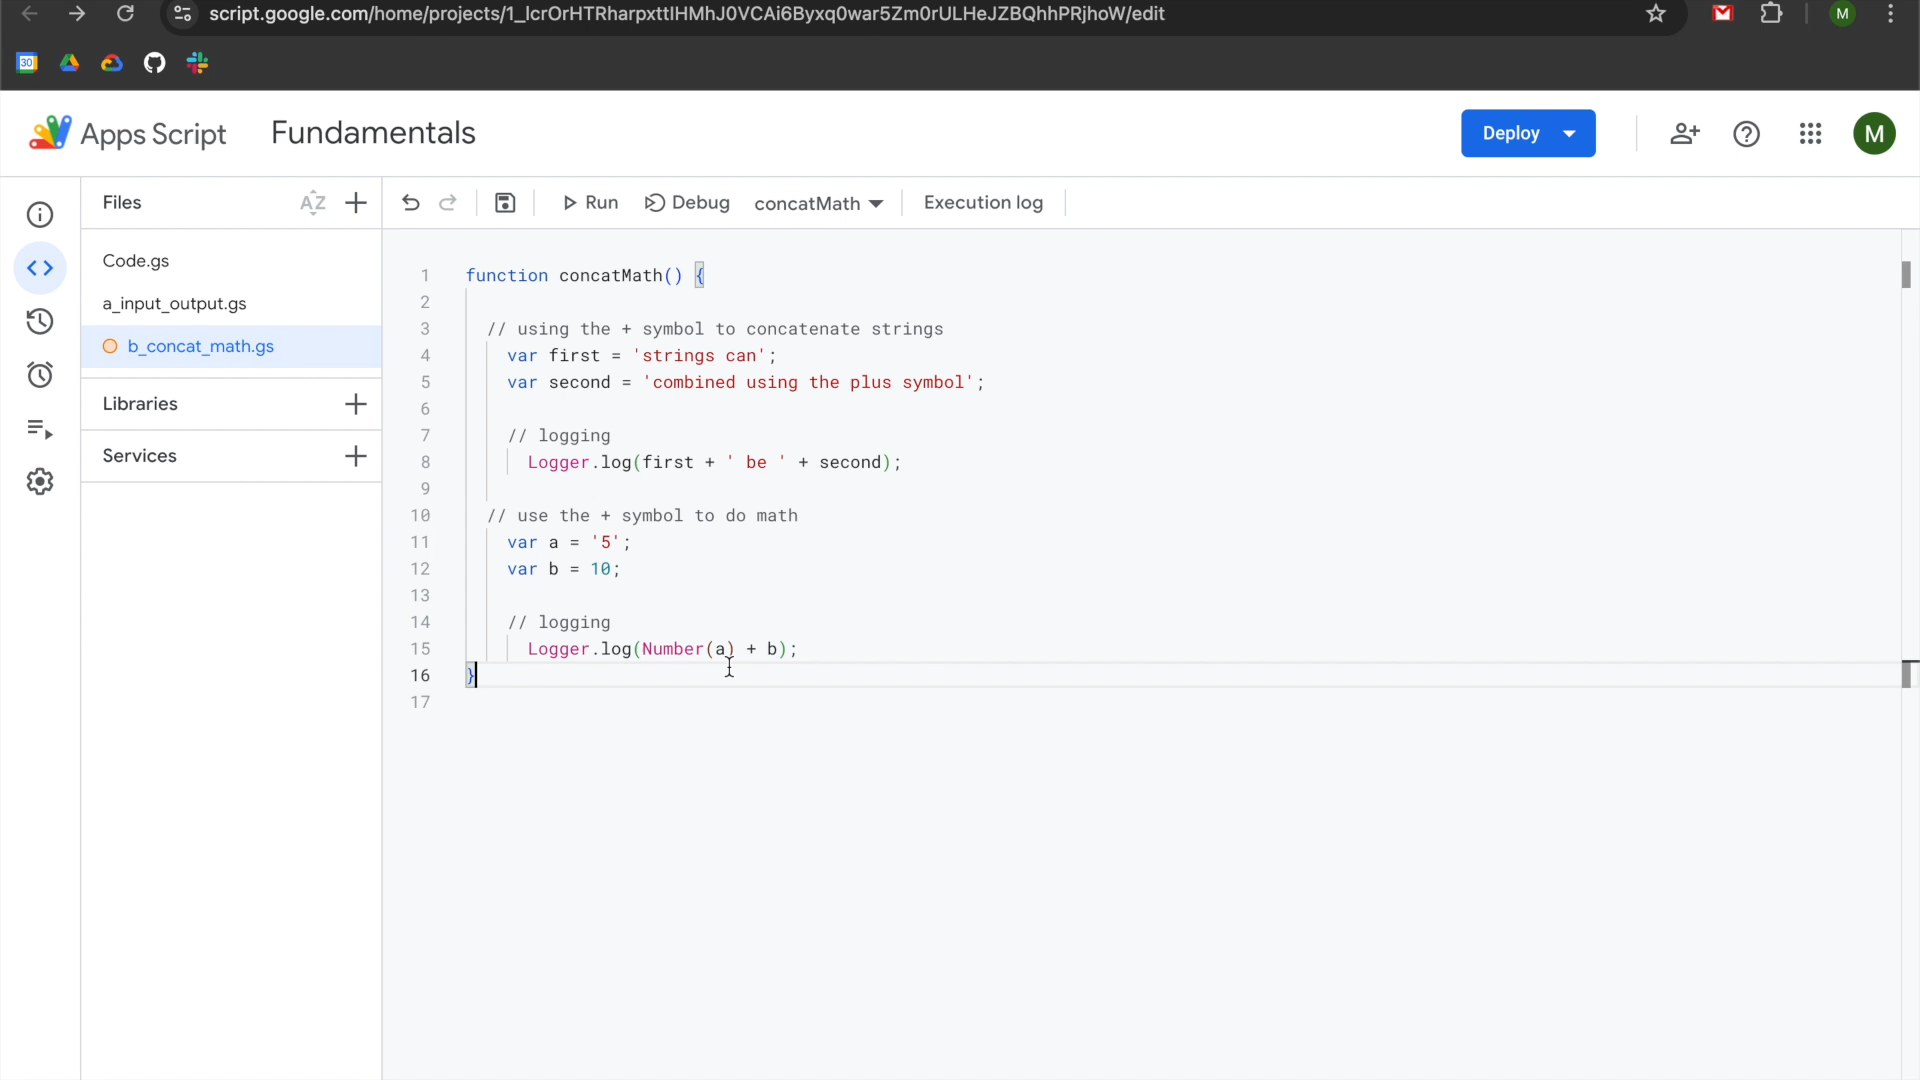 script.google.com/home/projects/1_lcrOrHTRharpxttlHMhJ0VCAi6Byxq0war5Zm0rULHeJZBQhhPRjhoW/edit
M
30
Apps Script
Fundamentals
Deploy
M
Files
AZ
Run
Debug
concatMath
Execution log
Code.gs
a_input_output.gs
b_concat_math.gs
Libraries
Services
1 function concatMath() {
2
3 // using the + symbol to concatenate strings
4 var first = 'strings can';
5 var second = 'combined using the plus symbol';
6
7 // logging
8 Logger.log(first + ' be ' + second);
9
10 // use the + symbol to do math
11 var a = '5';
12 var b = 10;
13
14 // logging
15 Logger.log(Number(a) + b);
16 }
17